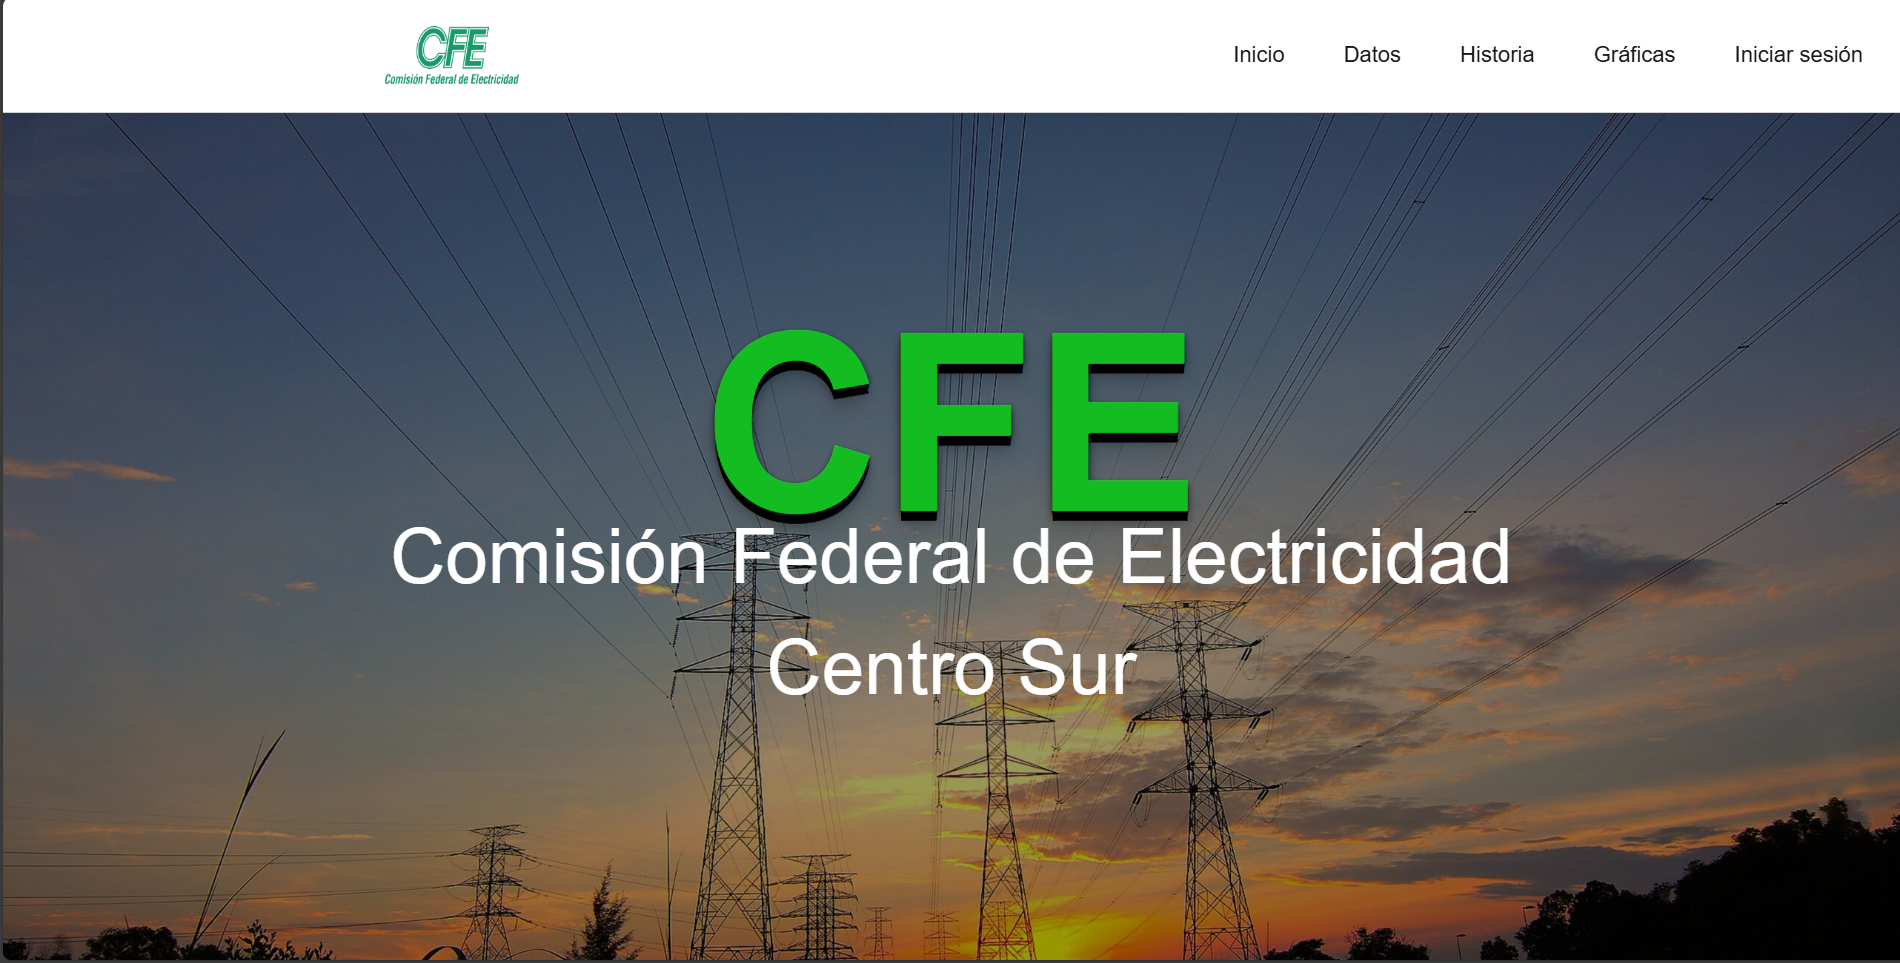 CFE
Comisión Federal de Electricidad
Inicio
Datos
Historia
Gráficas
Iniciar sesión
CFE
Comisión Federal de Electricidad
Centro Sur